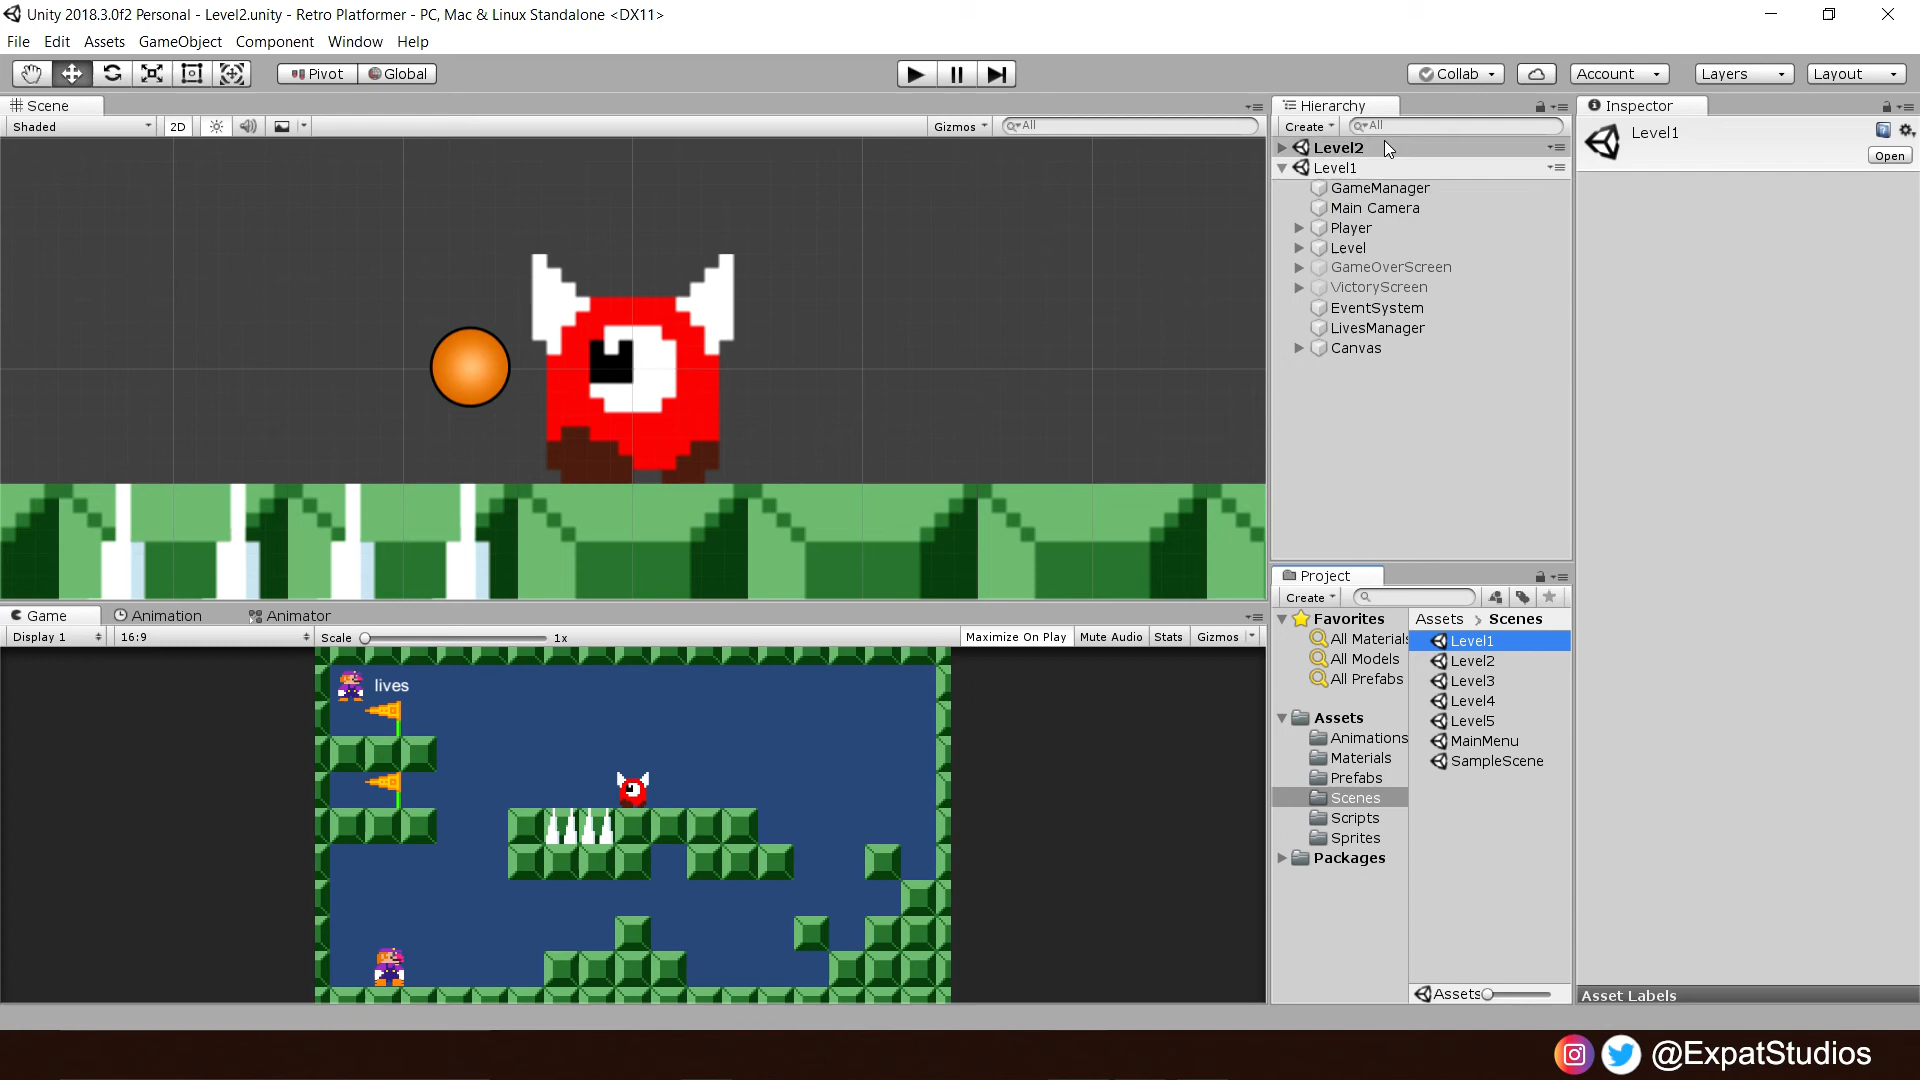 Unity 2018.3.0f2 Personal - Level2.unity - Retro Platformer - PC, Mac & Linux Standalone <DX11>
File Edit Assets GameObject Component Window Help
Pivot Global Collab Account Layers Layout
Scene
Shaded 2D Gizmos All
Hierarchy
Create All
Level2
Level1
GameManager
Main Camera
Player
Level
GameOverScreen
VictoryScreen
EventSystem
LivesManager
Canvas
Inspector
Level1
Open
Game Animation Animator
Display 1 16:9 Scale 1x Maximize On Play Mute Audio Stats Gizmos
lives
Project
Create
Favorites
All Materials
All Models
All Prefabs
Assets
Animations
Materials
Prefabs
Scenes
Scripts
Sprites
Packages
Assets Scenes
Level1
Level2
Level3
Level4
Level5
MainMenu
SampleScene
Assets
Asset Labels
@ExpatStudios